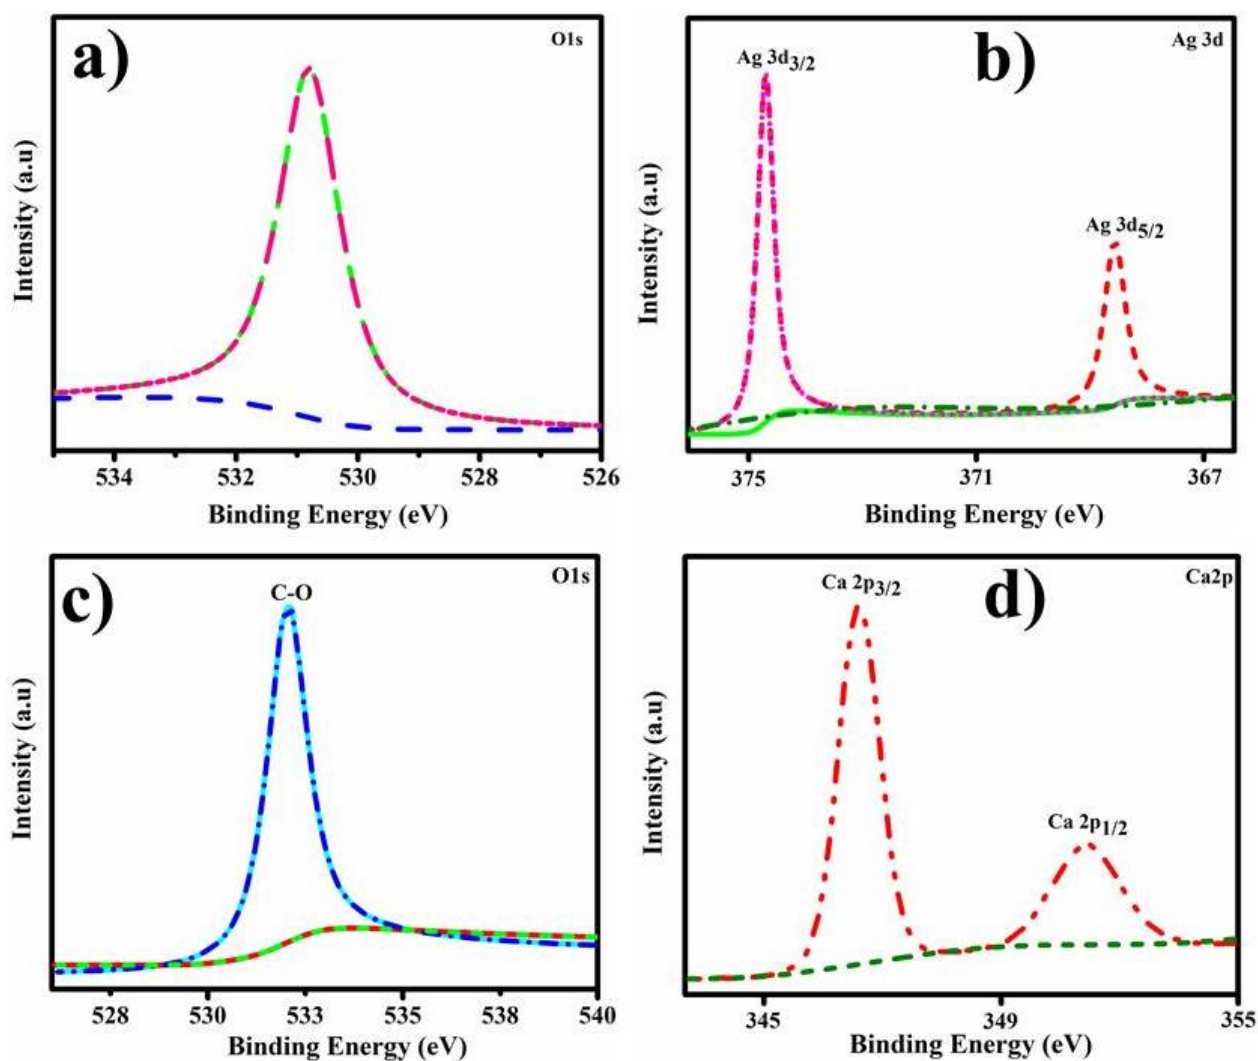 a)
O1s
Intensity (a.u)
534 532 530 528 526
Binding Energy (eV)
b)
Ag 3d
Ag 3d3/2
Ag 3d5/2
Intensity (a.u)
375 371 367
Binding Energy (eV)
c)
O1s
C-O
Intensity (a.u)
528 530 533 535 538 540
Binding Energy (eV)
d)
Ca2p
Ca 2p3/2
Ca 2p1/2
Intensity (a.u)
345 349 355
Binding Energy (eV)